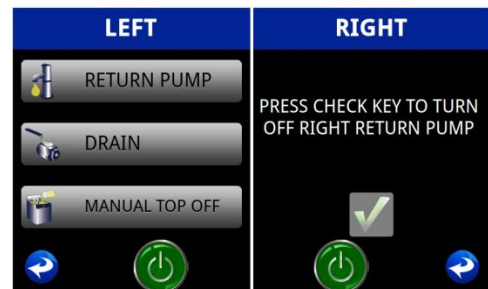 LEFT
RETURN PUMP
DRAIN
MANUAL TOP OFF
RIGHT
PRESS CHECK KEY TO TURN
OFF RIGHT RETURN PUMP